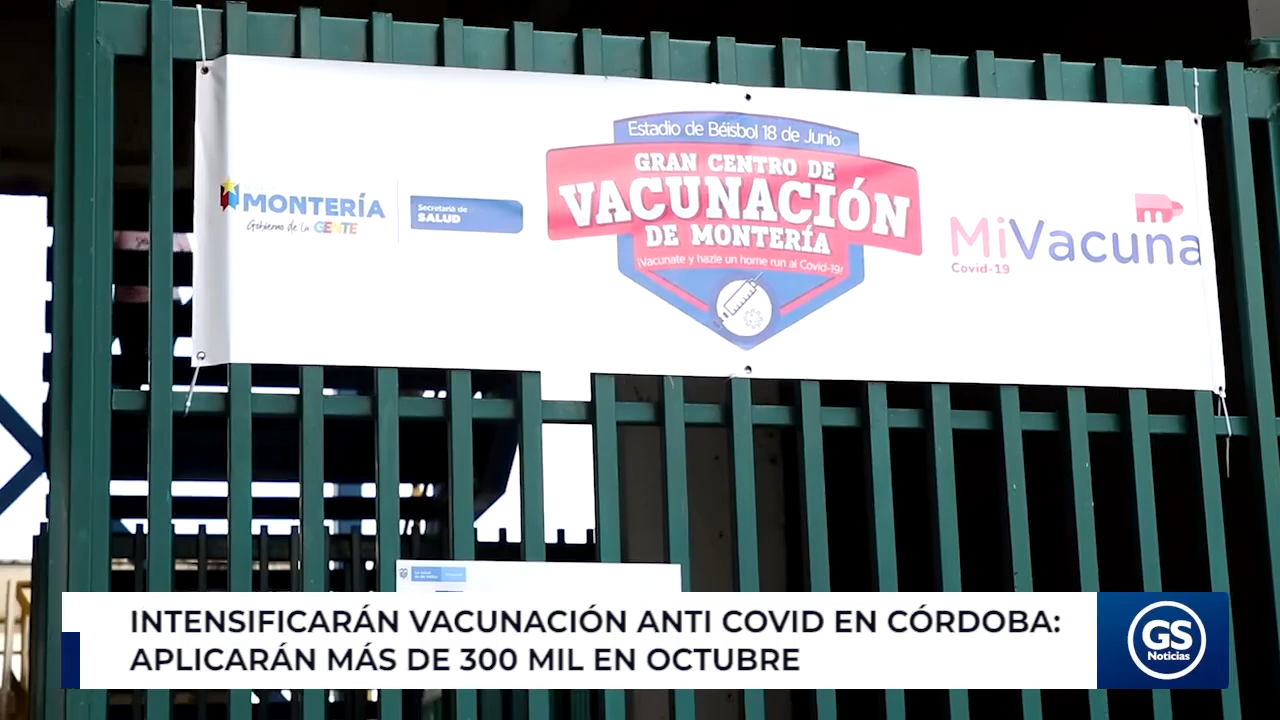 Estadio de Béisbol 18 de Junio
GRAN CENTRO DE
VACUNACIÓN
DE MONTERÍA
¡Vacunate y hazle un home run al Covid-19!
MONTERÍA
Gobierno de la GENTE
Secretaría de
SALUD
MiVacuna
Covid-19
INTENSIFICARÁN VACUNACIÓN ANTI COVID EN CÓRDOBA:
APLICARÁN MÁS DE 300 MIL EN OCTUBRE
GS
Noticias